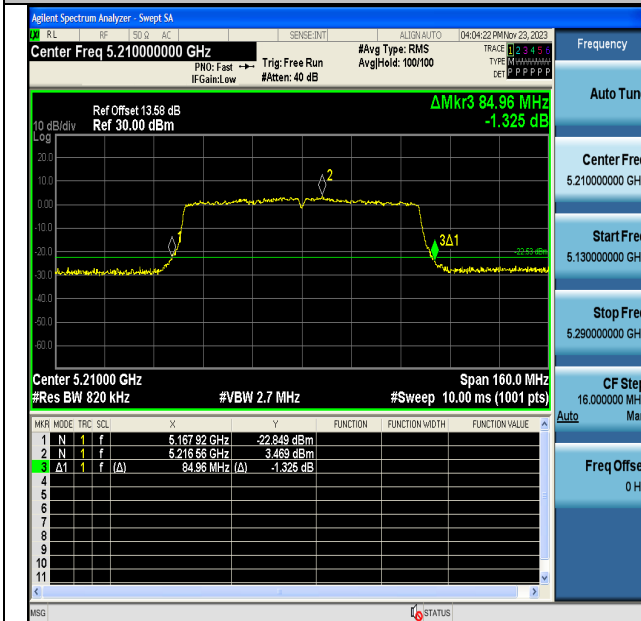 Agilent Spectrum Analyzer - Swept SA
LXI RL RF 50 Ω AC SENSE:INT ALIGN AUTO 04:04:22 PM Nov 23, 2023
Center Freq 5.210000000 GHz #Avg Type: RMS TRACE 1 2 3 4 5 6
PNO: Fast Trig: Free Run Avg|Hold: 100/100 TYPE M WWWWW
IFGain:Low #Atten: 40 dB DET P P P P P P
Frequency
Auto Tun
Center Fre
5.210000000 GH
Start Fre
5.130000000 GH
Stop Fre
5.290000000 GH
CF Step
16.000000 MH
Auto Ma
Freq Offse
0 H
ΔMkr3 84.96 MHz
-1.325 dB
Ref Offset 13.58 dB
10 dB/div Ref 30.00 dBm
Log
20.0
10.0
0.00
-10.0
-20.0
-30.0
-40.0
-50.0
-60.0
1
2
3Δ1
-22.53 dBm
Center 5.21000 GHz Span 160.0 MHz
#Res BW 820 kHz #VBW 2.7 MHz #Sweep 10.00 ms (1001 pts)
MKR MODE TRC SCL X Y FUNCTION FUNCTION WIDTH FUNCTION VALUE
1 N 1 f 5.167 92 GHz -22.849 dBm
2 N 1 f 5.216 56 GHz 3.469 dBm
3 Δ1 1 f (Δ) 84.96 MHz (Δ) -1.325 dB
4
5
6
7
8
9
10
11
MSG STATUS